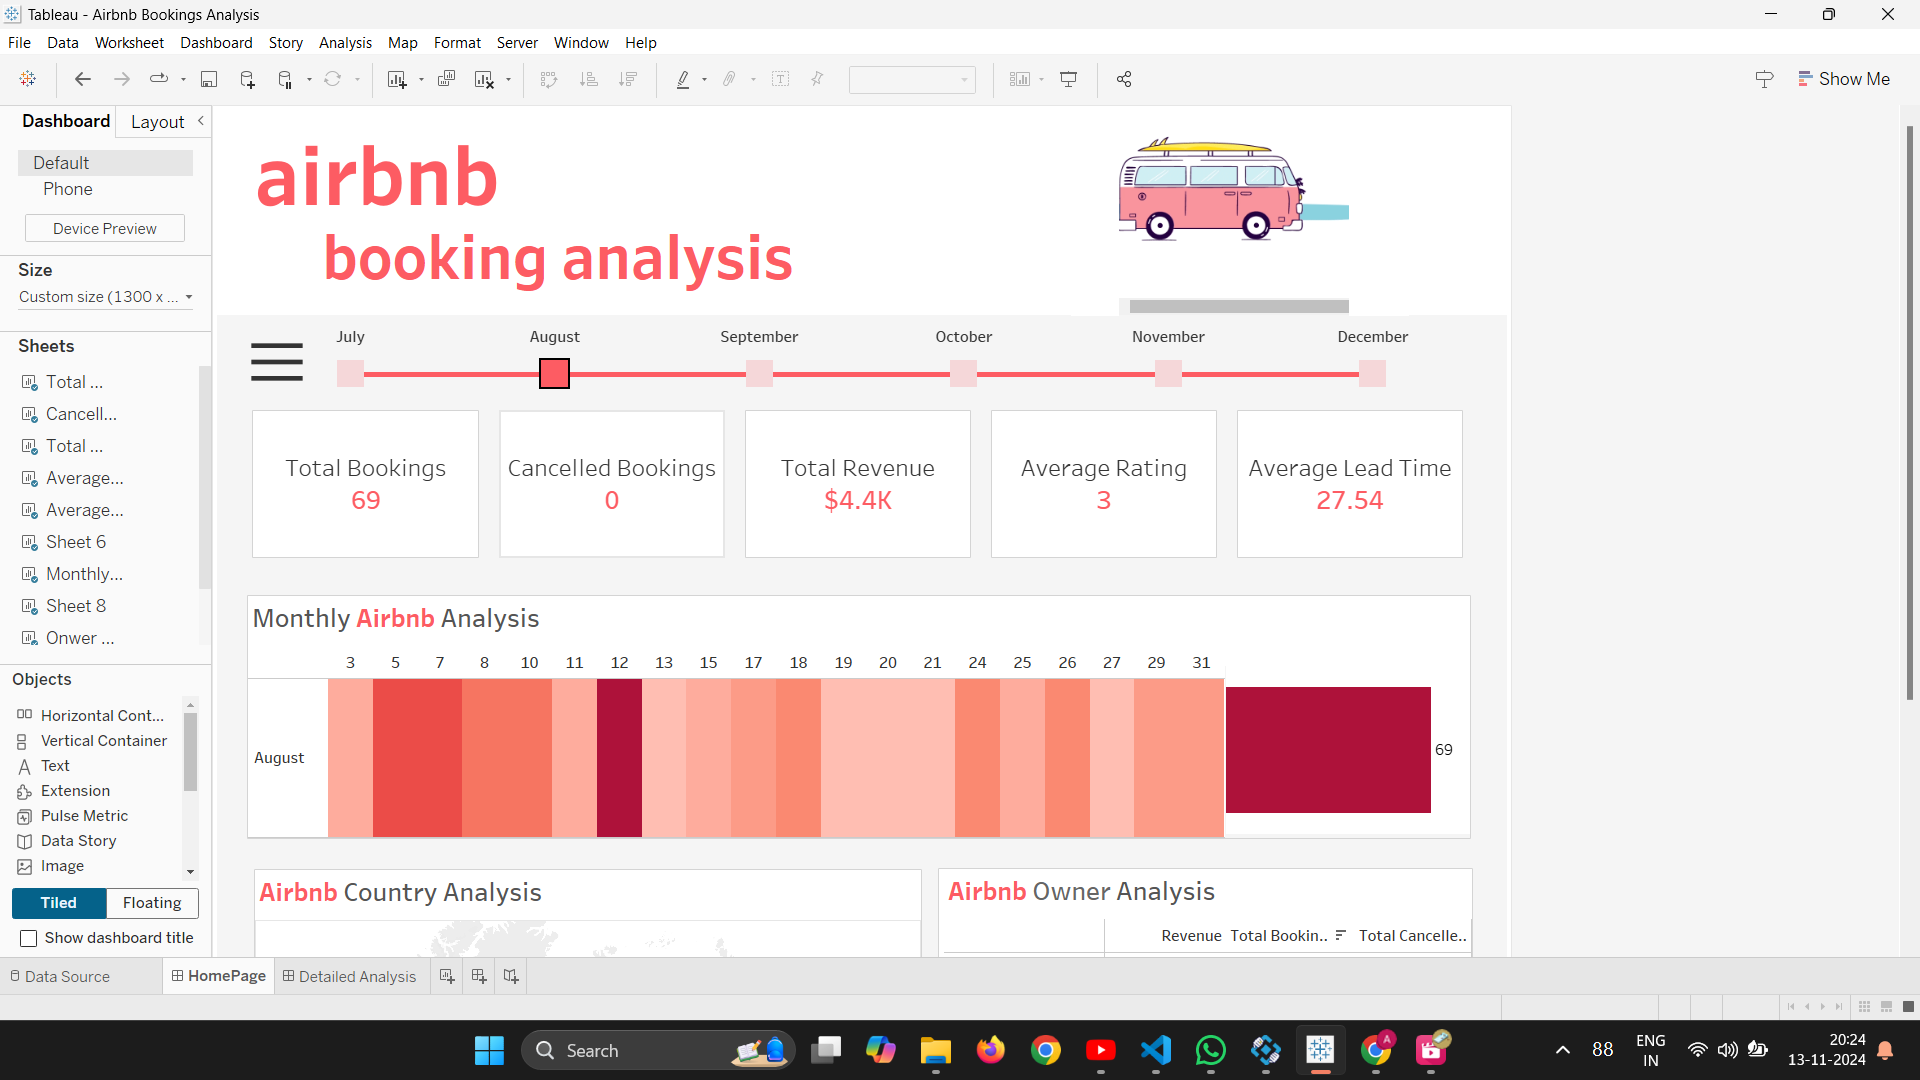 Tableau - Airbnb Bookings Analysis
File Data Worksheet Dashboard Story Analysis Map Format Server Window Help
Show Me
Dashboard Layout
Default
Phone
Device Preview
Size
Custom size (1300 x ...
Sheets
Total ...
Cancell...
Total ...
Average...
Average...
Sheet 6
Monthly...
Sheet 8
Onwer ...
Objects
Horizontal Cont...
Vertical Container
Text
Extension
Pulse Metric
Data Story
Image
Tiled Floating
Show dashboard title
airbnb
booking analysis
July August September October November December
Total Bookings
69
Cancelled Bookings
0
Total Revenue
$4.4K
Average Rating
3
Average Lead Time
27.54
Monthly Airbnb Analysis
3 5 7 8 10 11 12 13 15 17 18 19 20 21 24 25 26 27 29 31
August
69
Airbnb Country Analysis
Airbnb Owner Analysis
Revenue Total Bookin.. Total Cancelle..
Data Source HomePage Detailed Analysis
Search
88
ENG
IN
20:24
13-11-2024